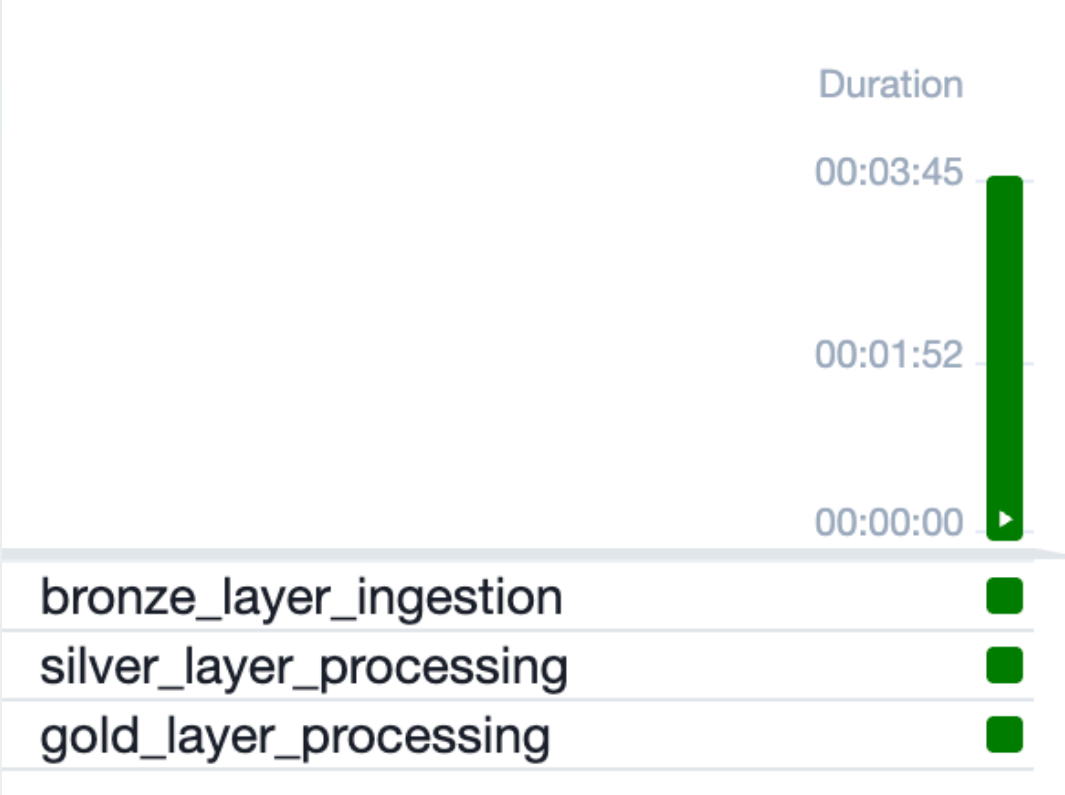 Duration
00:03:45
00:01:52
00:00:00
bronze_layer_ingestion
silver_layer_processing
gold_layer_processing